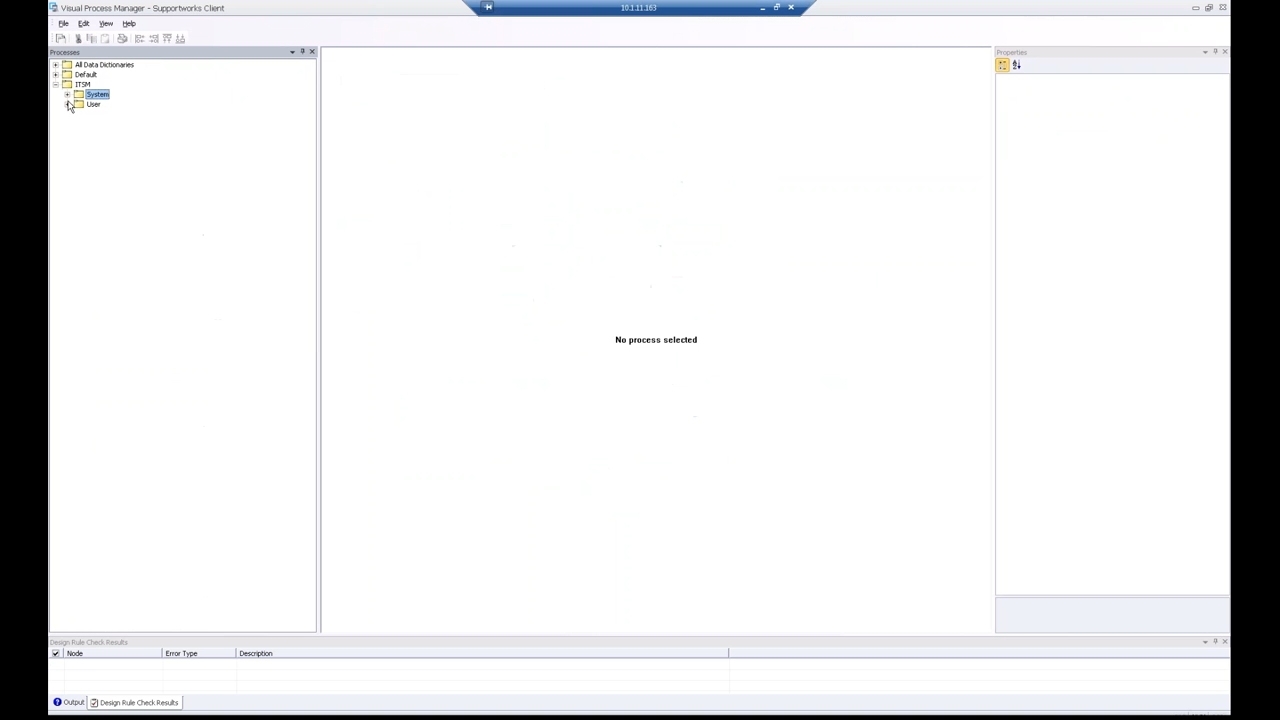 Visual Process Manager - Supportworks Client
10.1.11.163
File Edit View Help
Processes
All Data Dictionaries
Default
ITSM
System
User
No process selected
Properties
Design Rule Check Results
Node Error Type Description
Output Design Rule Check Results